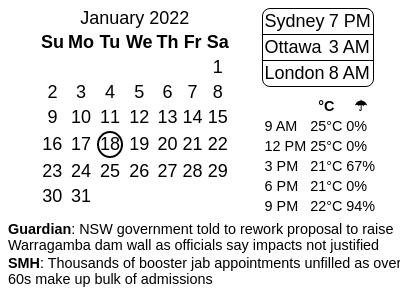 January 2022
Su Mo Tu We Th Fr Sa
1
2 3 4 5 6 7 8
9 10 11 12 13 14 15
16 17 18 19 20 21 22
23 24 25 26 27 28 29
30 31
Sydney 7 PM
Ottawa 3 AM
London 8 AM
°C ☂
9 AM 25°C 0%
12 PM 25°C 0%
3 PM 21°C 67%
6 PM 21°C 0%
9 PM 22°C 94%
Guardian: NSW government told to rework proposal to raise
Warragamba dam wall as officials say impacts not justified
SMH: Thousands of booster jab appointments unfilled as over
60s make up bulk of admissions